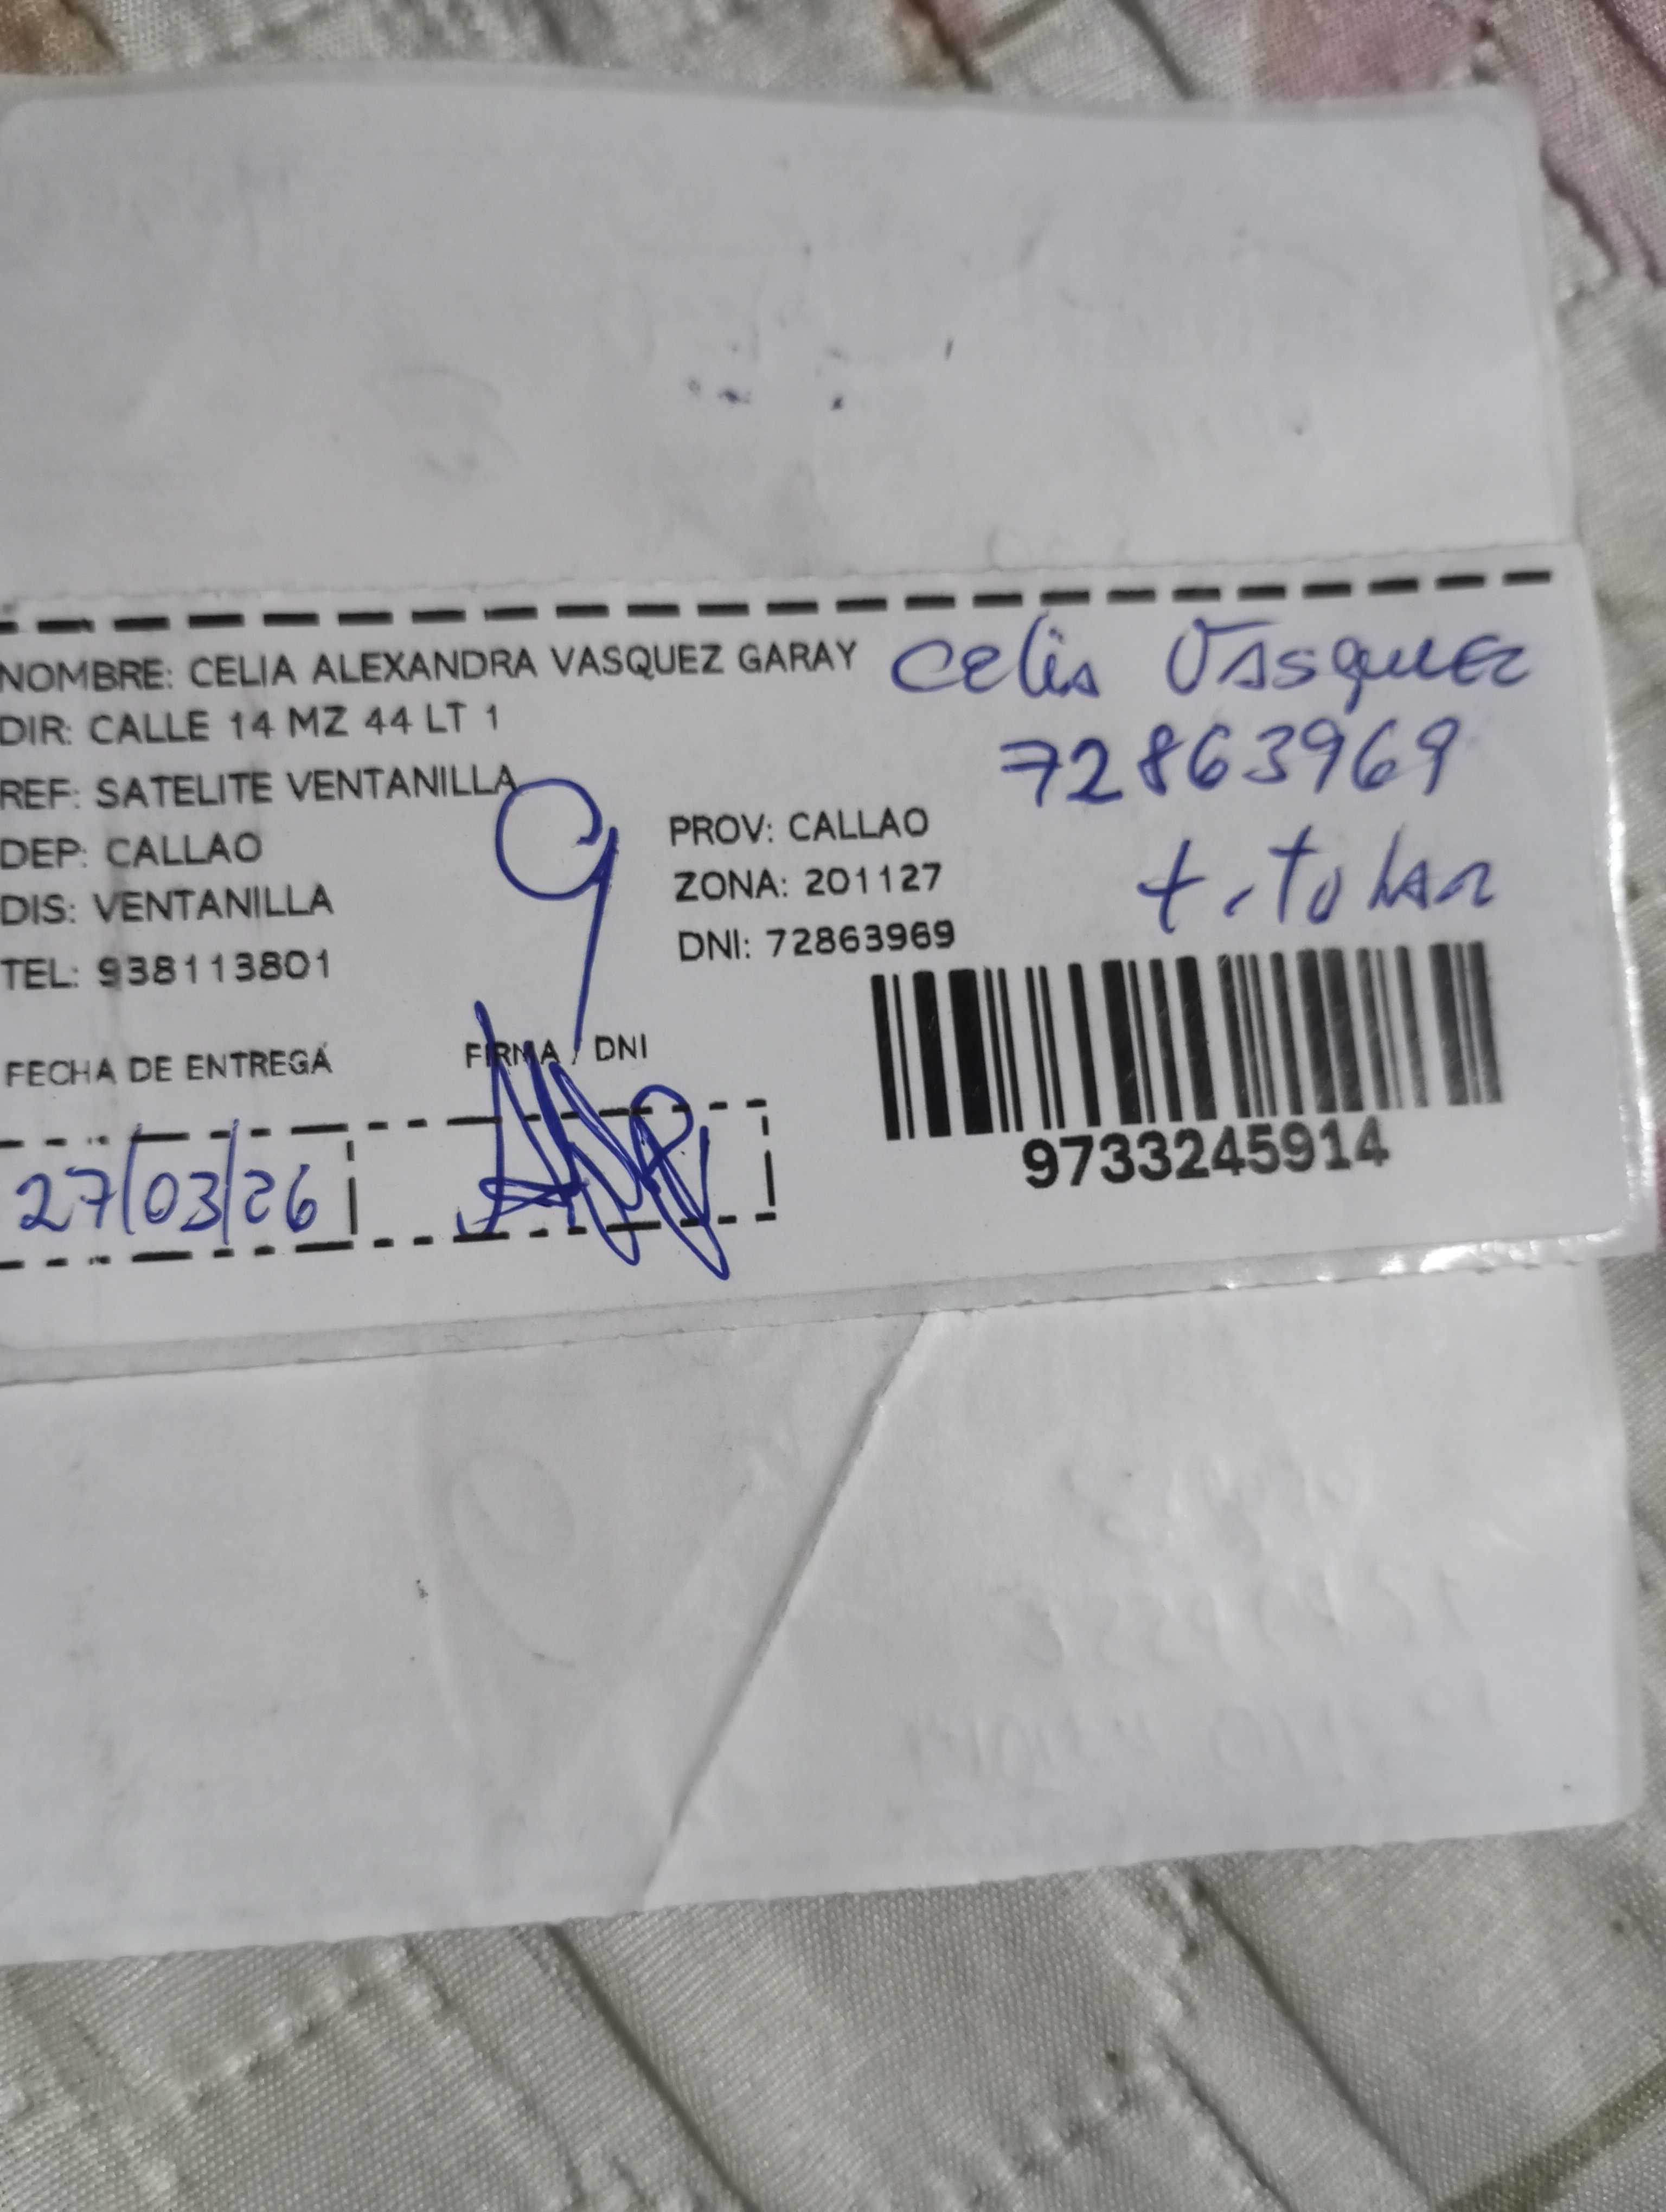 NOMBRE: CELIA ALEXANDRA VASQUEZ GARAY
DIR: CALLE 14 MZ 44 LT 1
REF: SATELITE VENTANILLA
DEP: CALLAO
DIS: VENTANILLA
TEL: 938113801
PROV: CALLAO
ZONA: 201127
DNI: 72863969
Celia Vasquez
72863969
titular
9
FECHA DE ENTREGA
FIRMA / DNI
27/03/26
9733245914